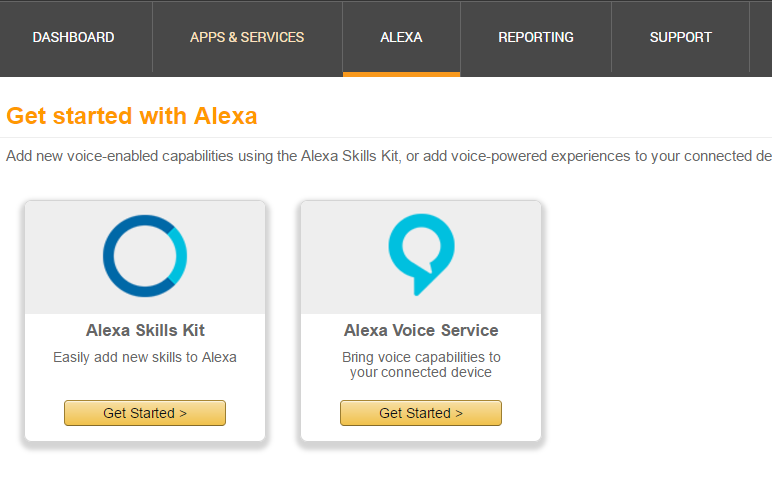 DASHBOARD APPS & SERVICES ALEXA REPORTING SUPPORT
Get started with Alexa
Add new voice-enabled capabilities using the Alexa Skills Kit, or add voice-powered experiences to your connected de
Alexa Skills Kit
Easily add new skills to Alexa
Get Started >
Alexa Voice Service
Bring voice capabilities to
your connected device
Get Started >